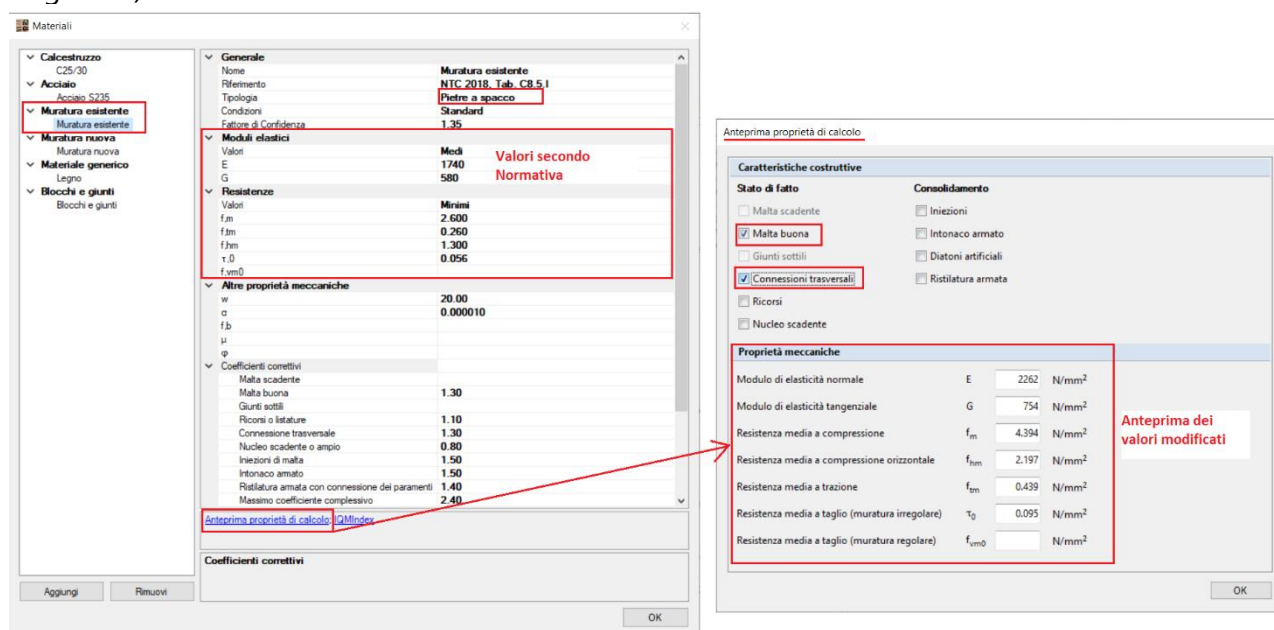 Materiali
Calcestruzzo
C25/30
Acciaio
Acciaio S235
Muratura esistente
Muratura esistente
Muratura nuova
Muratura nuova
Materiale generico
Legno
Blocchi e giunti
Blocchi e giunti
Aggiungi Rimuovi
Generale
Nome Muratura esistente
Riferimento NTC 2018, Tab. C8.5.I
Tipologia Pietre a spacco
Condizioni Standard
Fattore di Confidenza 1.35
Moduli elastici
Valori Medi
E 1740
G 580
Valori secondo
Normativa
Resistenze
Valori Minimi
f,m 2.600
f,tm 0.260
f,hm 1.300
τ,0 0.056
f,vm0
Altre proprietà meccaniche
w 20.00
α 0.000010
f,b
μ
φ
Coefficienti correttivi
Malta scadente
Malta buona 1.30
Giunti sottili
Ricorsi o listature 1.10
Connessione trasversale 1.30
Nucleo scadente o ampio 0.80
Iniezioni di malta 1.50
Intonaco armato 1.50
Ristilatura armata con connessione dei paramenti 1.40
Massimo coefficiente complessivo 2.40
Anteprima proprietà di calcolo; IQMIndex
Coefficienti correttivi
OK
Anteprima proprietà di calcolo
Caratteristiche costruttive
Stato di fatto Consolidamento
Malta scadente Iniezioni
Malta buona Intonaco armato
Giunti sottili Diatoni artificiali
Connessioni trasversali Ristilatura armata
Ricorsi
Nucleo scadente
Proprietà meccaniche
Modulo di elasticità normale E 2262 N/mm²
Modulo di elasticità tangenziale G 754 N/mm²
Resistenza media a compressione fm 4.394 N/mm²
Resistenza media a compressione orizzontale fhm 2.197 N/mm²
Resistenza media a trazione ftm 0.439 N/mm²
Resistenza media a taglio (muratura irregolare) τ0 0.095 N/mm²
Resistenza media a taglio (muratura regolare) fvm0 N/mm²
Anteprima dei
valori modificati
OK